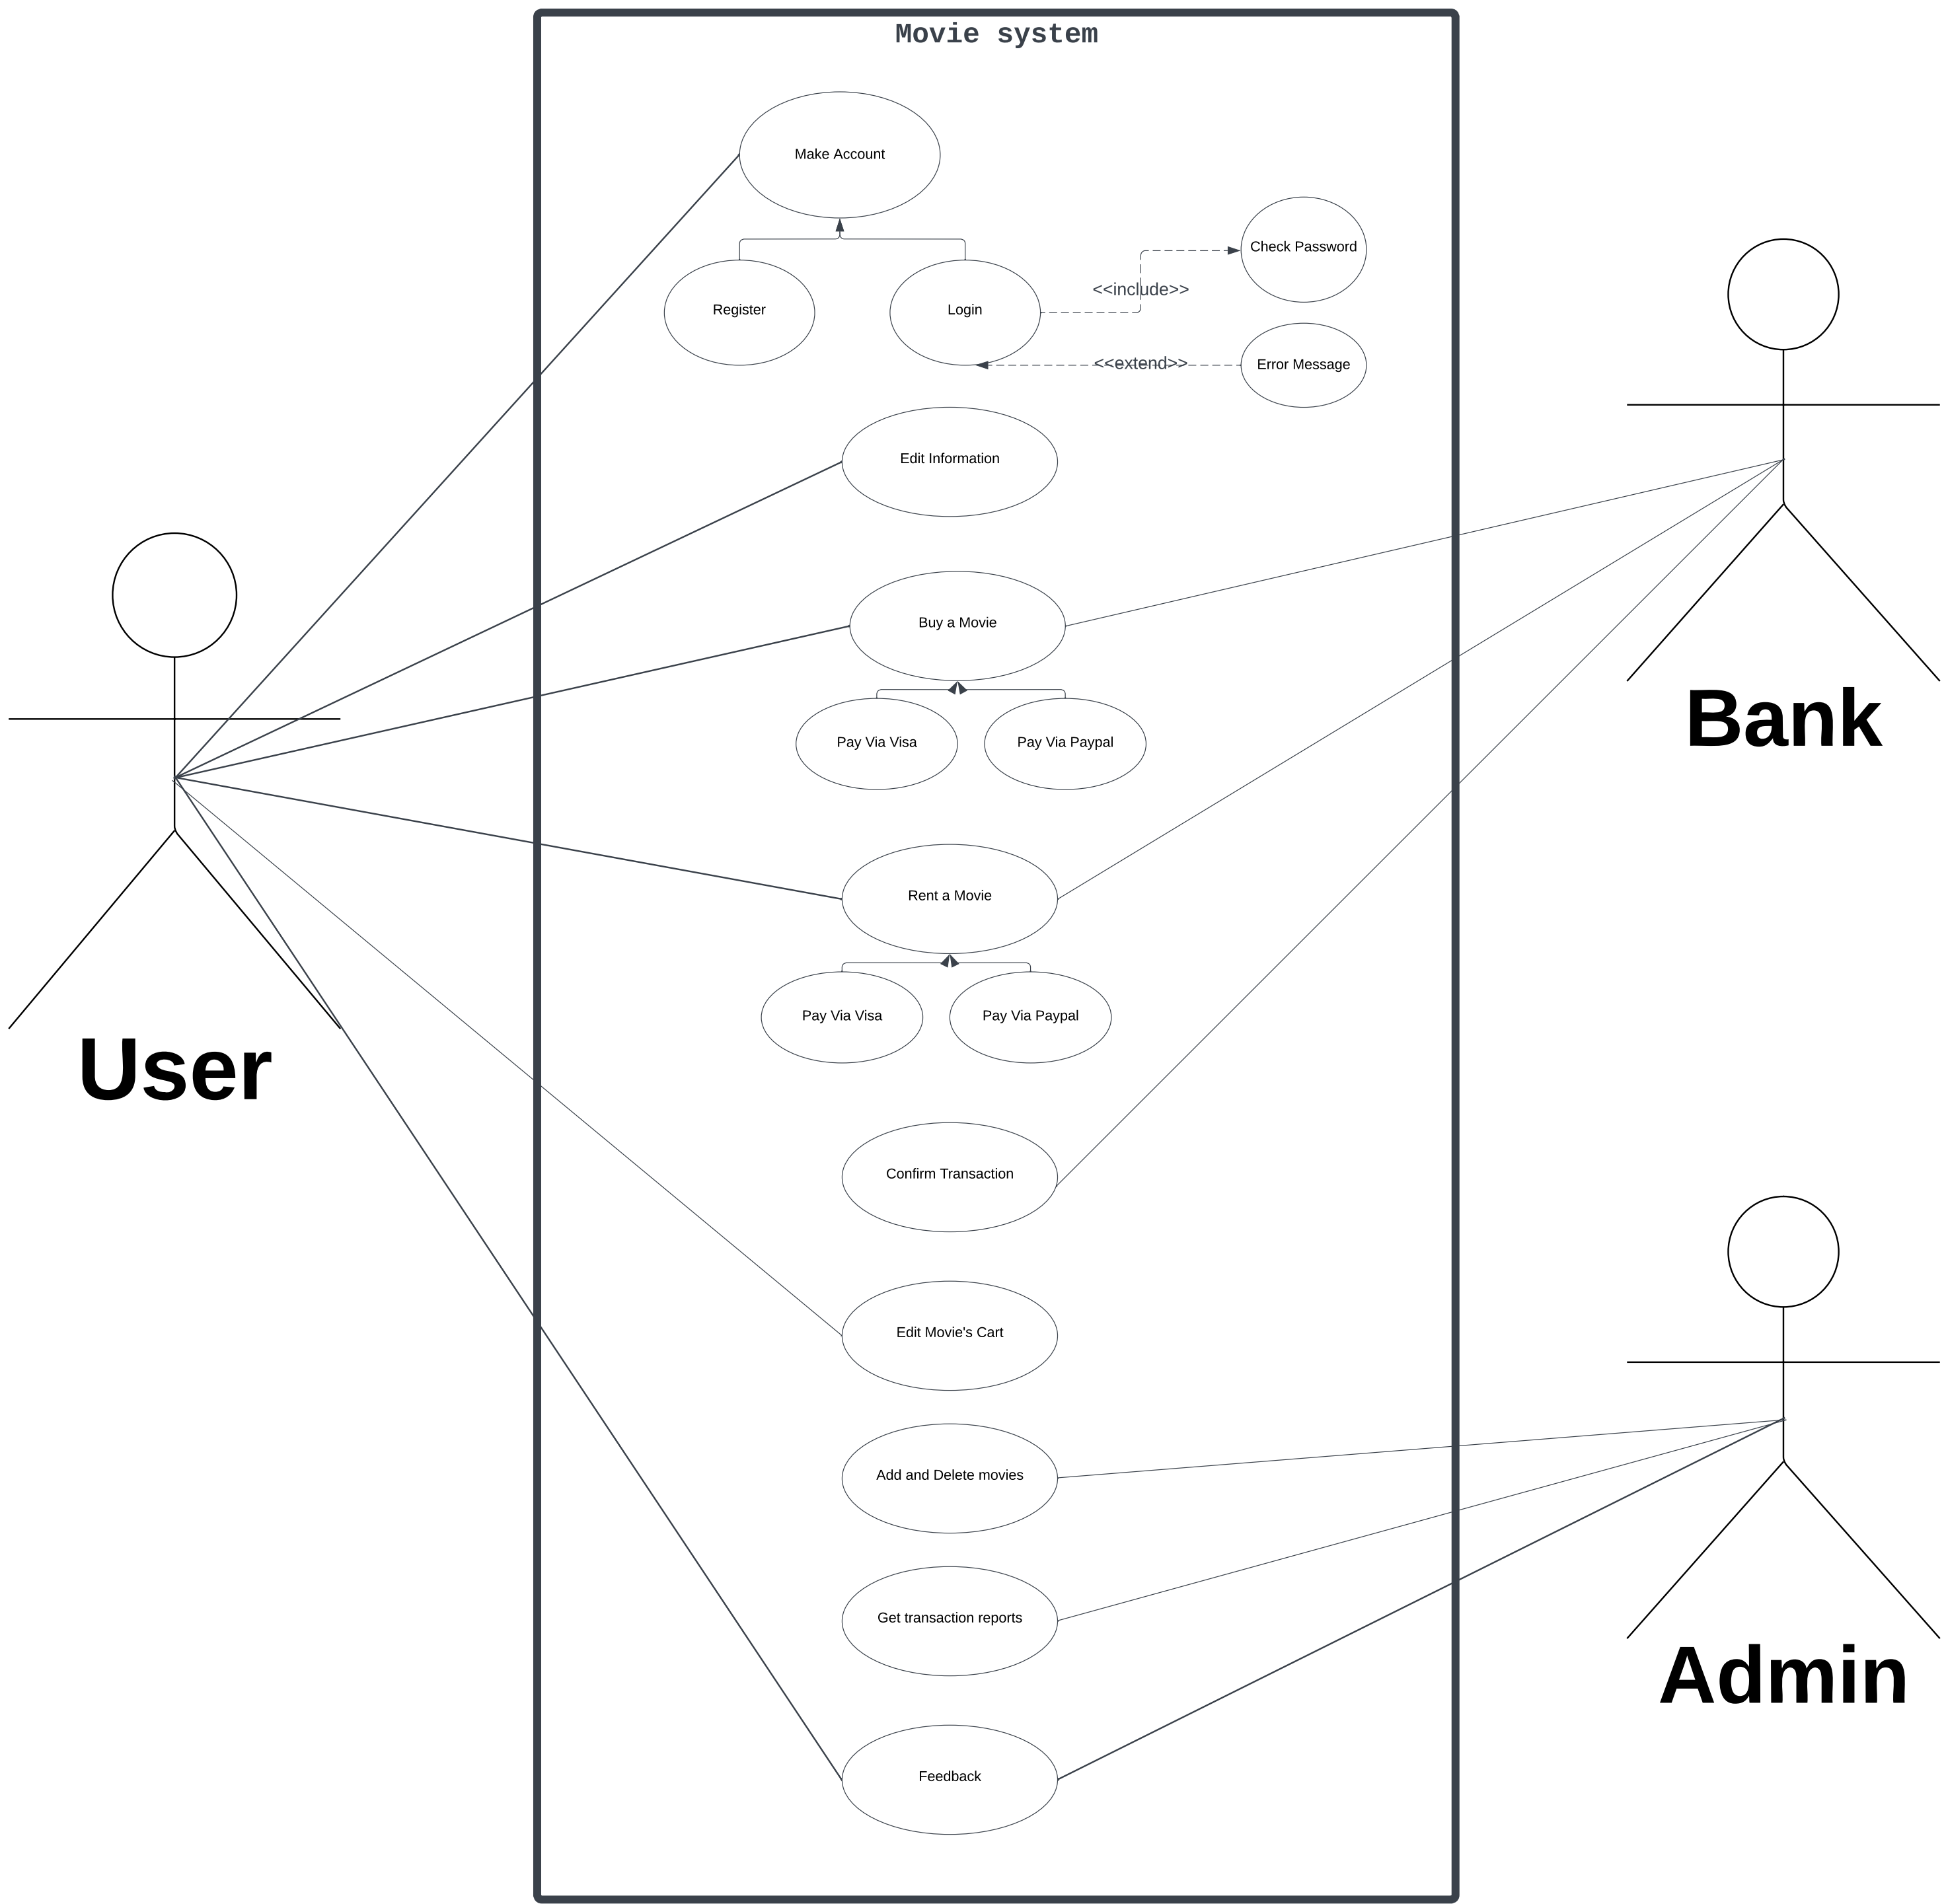 Movie system
Make Account
Check Password
<<include>>
Register
Login
<<extend>>
Error Message
Edit Information
Buy a Movie
Pay Via Visa
Pay Via Paypal
Bank
Rent a Movie
Pay Via Visa
Pay Via Paypal
User
Confirm Transaction
Edit Movie's Cart
Add and Delete movies
Get transaction reports
Admin
Feedback